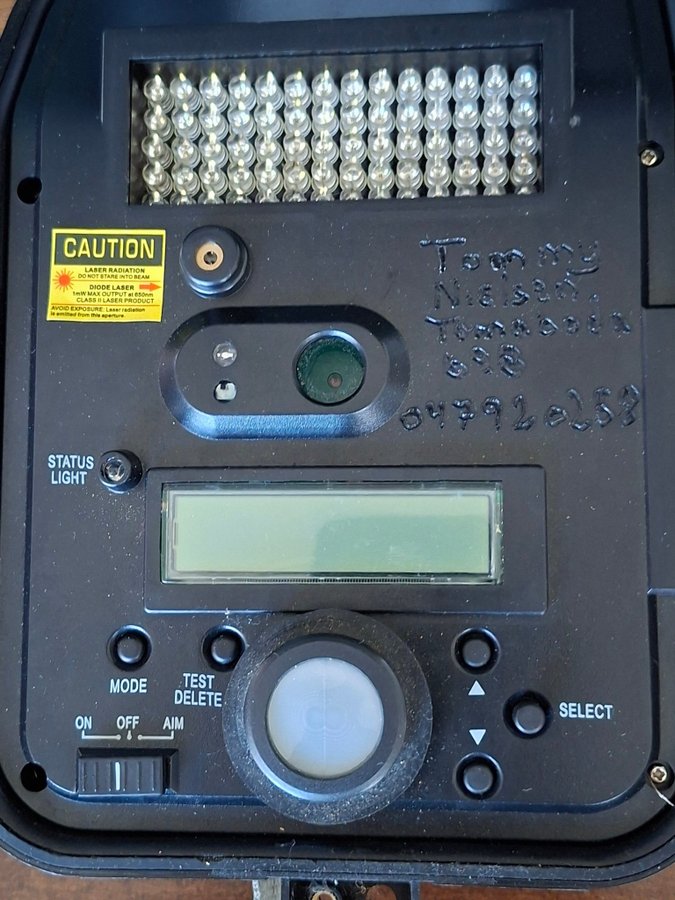 CAUTION
LASER RADIATION
DO NOT STARE INTO BEAM
DIODE LASER
1mW MAX OUTPUT at 650nm
CLASS II LASER PRODUCT
AVOID EXPOSURE: Laser radiation
is emitted from this aperture.
Tommy
Nielsen.
698
0479920258
STATUS
LIGHT
MODE
TEST
DELETE
SELECT
ON OFF AIM